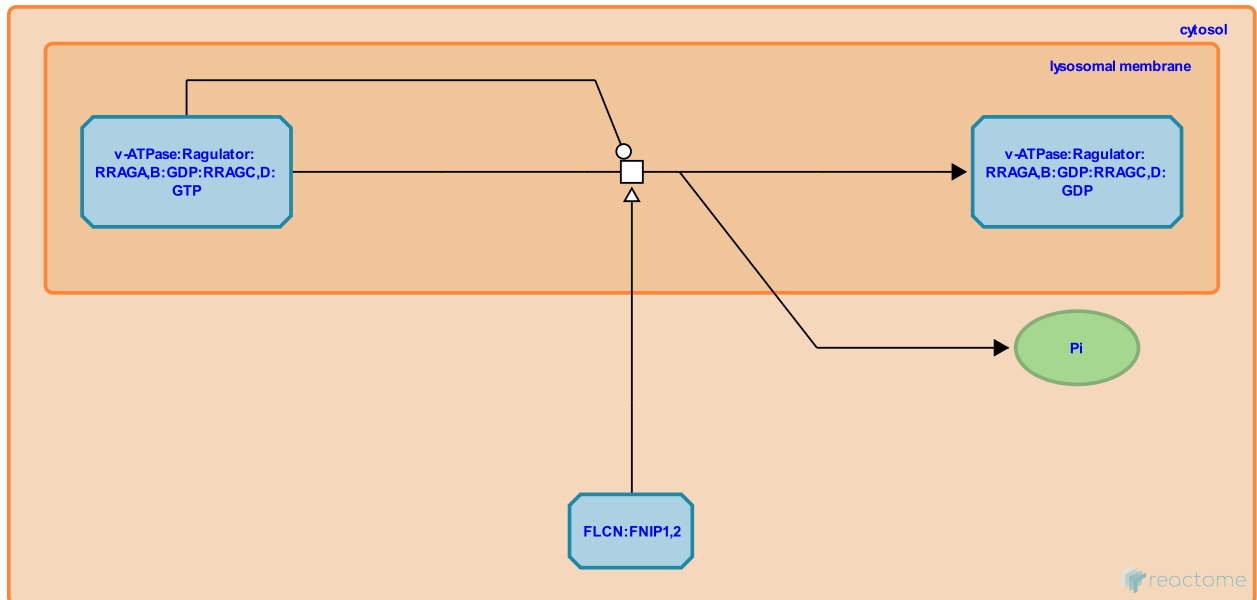 cytosol
lysosomal membrane
v-ATPase:Ragulator:
RRAGA,B:GDP:RRAGC,D:
GTP
v-ATPase:Ragulator:
RRAGA,B:GDP:RRAGC,D:
GDP
Pi
FLCN:FNIP1,2
reactome